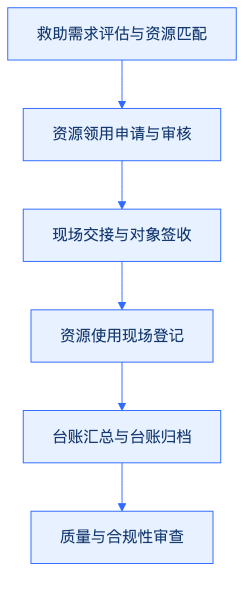 救助需求评估与资源匹配
资源领用申请与审核
现场交接与对象签收
资源使用现场登记
台账汇总与台账归档
质量与合规性审查